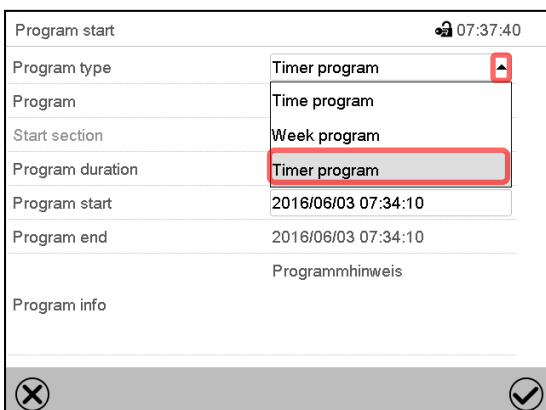 Program start 07:37:40
Program type Timer program
Program Time program
Start section Week program
Program duration Timer program
Program start 2016/06/03 07:34:10
Program end 2016/06/03 07:34:10
Programmhinweis
Program info